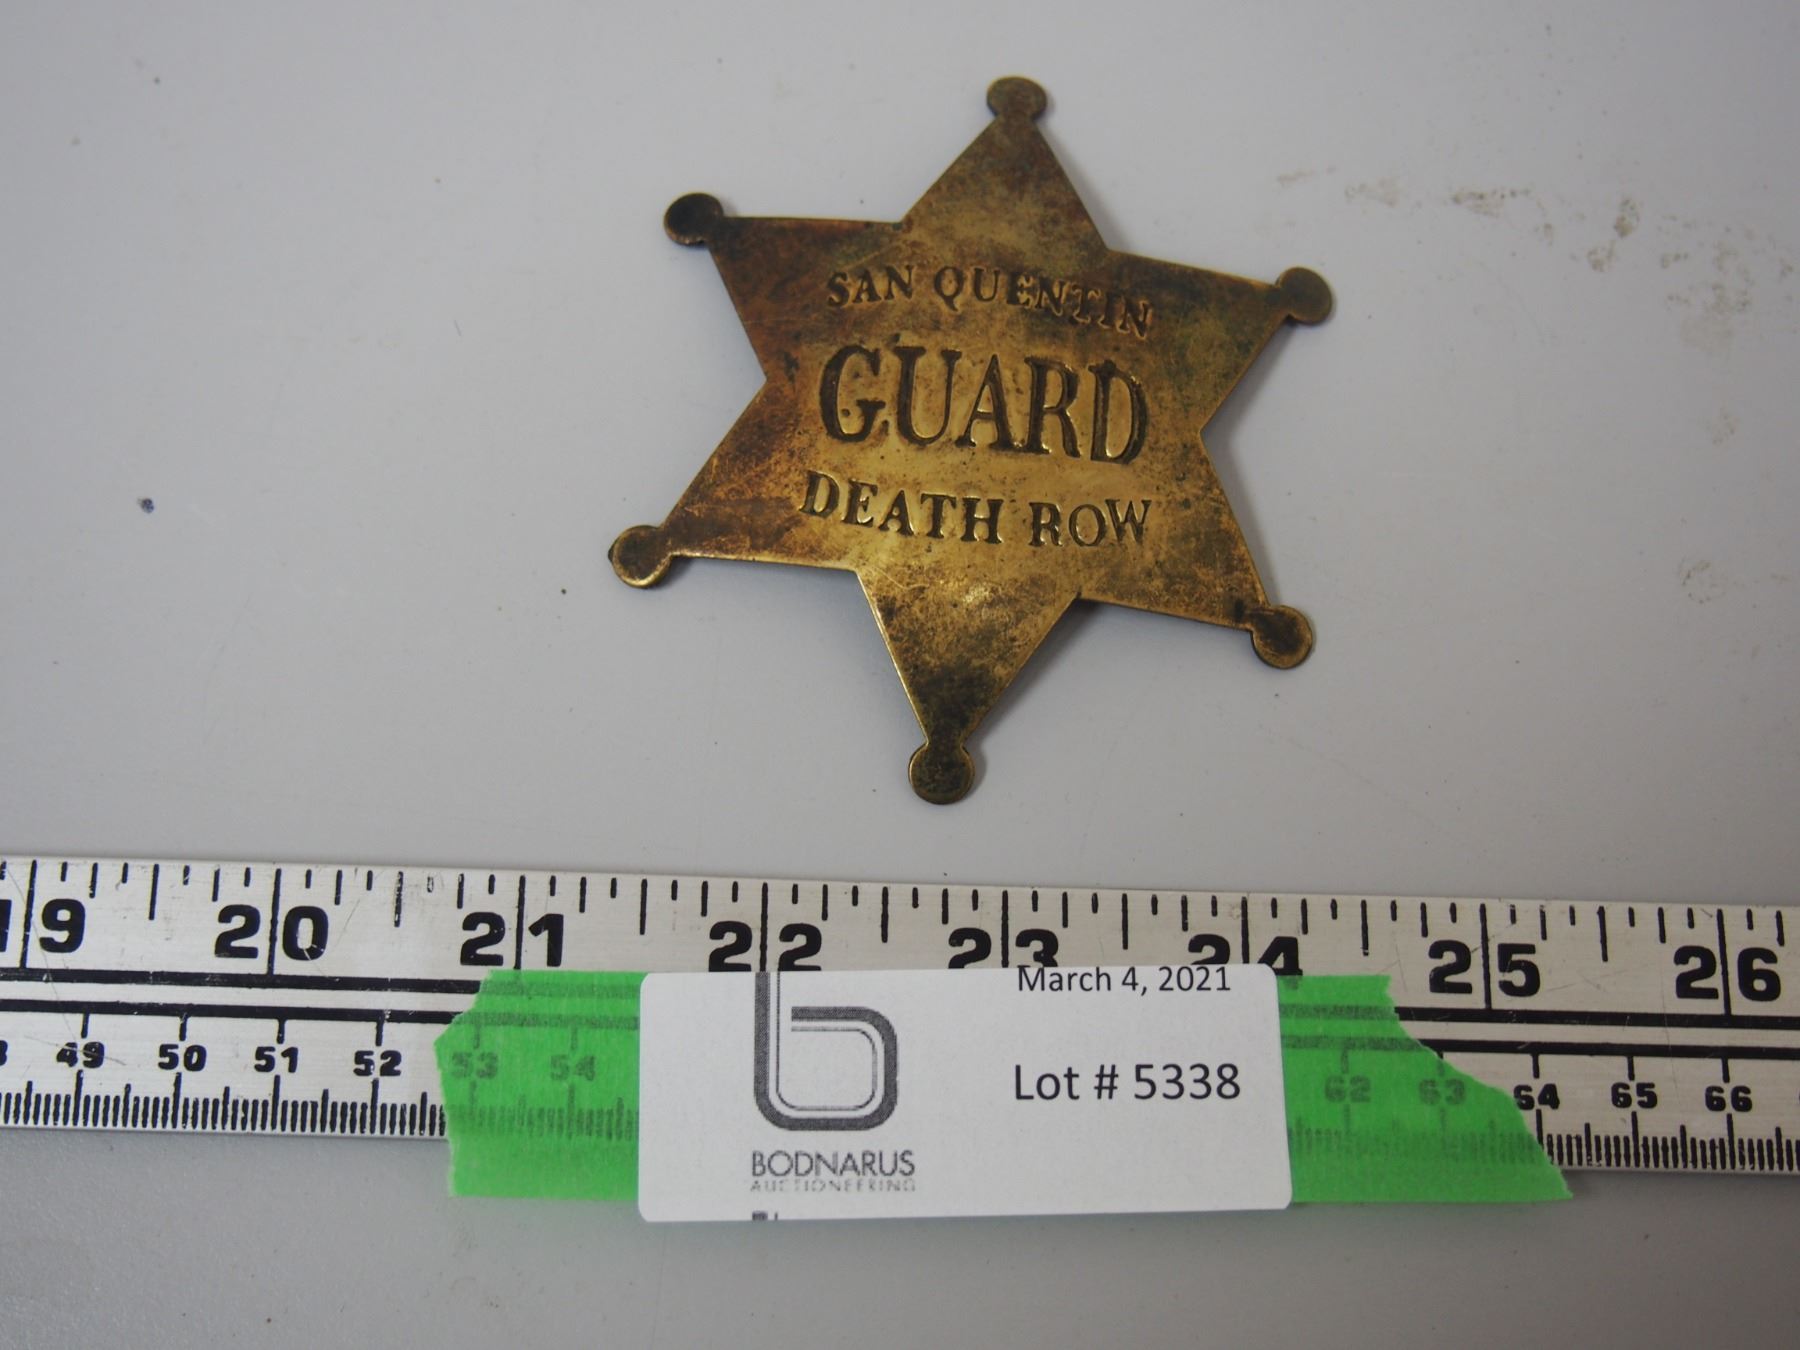 SAN QUENTIN
GUARD
DEATH ROW
19 20 21 22 23 24 25 26
49 50 51 52 53 54 62 63 64 65 66
March 4, 2021
Lot # 5338
BODNARUS
AUCTIONEERING